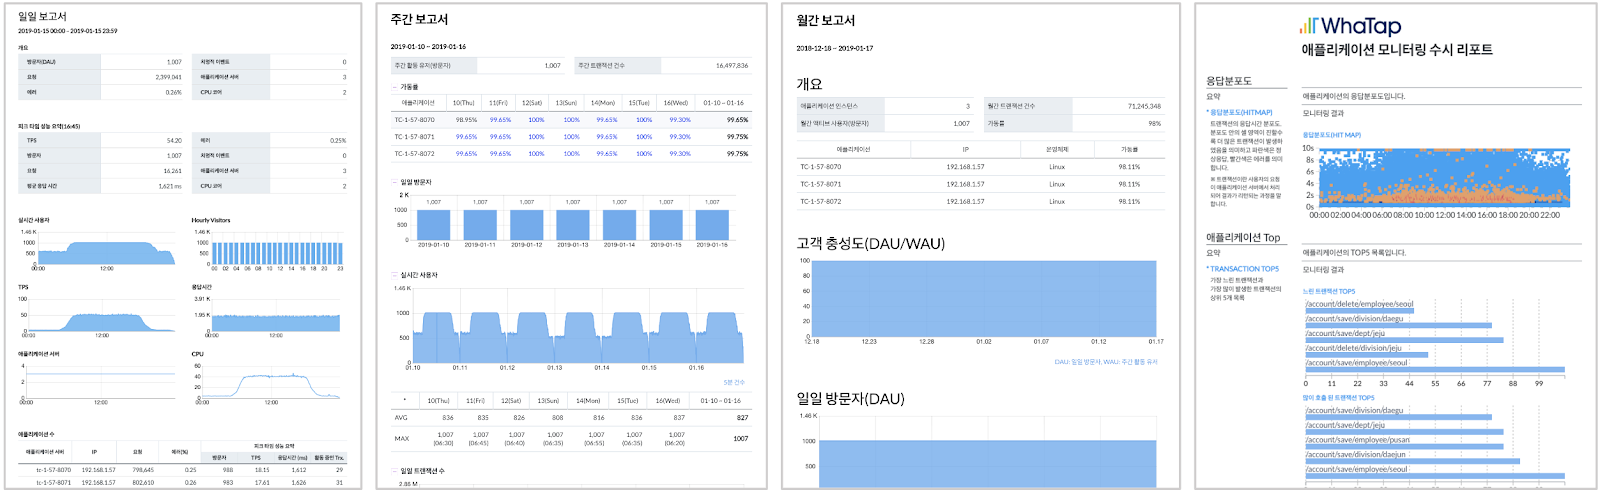 일일 보고서
2019-01-15 00:00 - 2019-01-15 23:59
개요
방문자(DAU) 1,007 치명적 이벤트 0
요청 2,399,041 애플리케이션 서버 3
에러 0.26% CPU 코어 2
피크 타임 성능 요약(16:45)
TPS 54.20 에러 0.25%
방문자 1,007 치명적 이벤트 0
요청 16,261 애플리케이션 서버 3
평균 응답 시간 1,621 ms CPU 코어 2
실시간 사용자 Hourly Visitors
1.46 K 1.46 K
1000 1000
500 500
0 0
00:00 12:00 00 02 04 06 08 10 12 14 16 18 20 23
TPS 응답시간
100 3.91 K
50 1.95 K
0 0
00:00 12:00 00:00 12:00
애플리케이션 서버 CPU
4 60
2 40
20
0 0
00:00 12:00 00:00 12:00
애플리케이션 수
애플리케이션 서버 IP 요청 에러(%) 피크 타임 성능 요약
방문자 TPS 응답시간 (ms) 활동 중인 Trx.
tc-1-57-8070 192.168.1.57 798,645 0.25 988 18.15 1,612 29
tc-1-57-8071 192.168.1.57 802,610 0.26 983 17.61 1,626 31
주간 보고서
2019-01-10 ~ 2019-01-16
주간 활동 유저(방문자) 1,007 주간 트랜잭션 건수 16,497,836
가동률
애플리케이션 10(Thu) 11(Fri) 12(Sat) 13(Sun) 14(Mon) 15(Tue) 16(Wed) 01-10 ~ 01-16
TC-1-57-8070 98.95% 99.65% 100% 100% 99.65% 100% 99.30% 99.65%
TC-1-57-8071 99.65% 99.65% 100% 100% 99.65% 100% 99.30% 99.75%
TC-1-57-8072 99.65% 99.65% 100% 100% 99.65% 100% 99.30% 99.75%
일일 방문자
2 K
1,007 1,007 1,007 1,007 1,007 1,007 1,007
1000
500
0
2019-01-10 2019-01-11 2019-01-12 2019-01-13 2019-01-14 2019-01-15 2019-01-16
실시간 사용자
1.46 K
1000
500
0
01.10 01.11 01.12 01.13 01.14 01.15 01.16
5분 건수
* 10(Thu) 11(Fri) 12(Sat) 13(Sun) 14(Mon) 15(Tue) 16(Wed) 01-10 ~ 01-16
AVG 836 835 826 808 816 836 837 827
MAX 1,007 1,007 1,007 1,007 1,007 1,007 1,007 1007
(06:30) (06:45) (06:40) (06:35) (06:55) (06:35) (06:20)
일일 트랜잭션 수
2.86 M
월간 보고서
2018-12-18 ~ 2019-01-17
개요
애플리케이션 인스턴스 3 월간 트랜잭션 건수 71,245,348
월간 액티브 사용자(방문자) 1,007 가동률 98%
애플리케이션 IP 운영체제 가동률
TC-1-57-8070 192.168.1.57 Linux 98.11%
TC-1-57-8071 192.168.1.57 Linux 98.11%
TC-1-57-8072 192.168.1.57 Linux 98.11%
고객 충성도(DAU/WAU)
100
80
60
40
20
0
12.18 12.23 12.28 01.02 01.07 01.12 01.17
DAU: 일일 방문자, WAU: 주간 활동 유저
일일 방문자(DAU)
1.46 K
1,000
500
WhaTap
애플리케이션 모니터링 수시 리포트
응답분포도
요약 애플리케이션의 응답분포도입니다.
* 응답분포도(HITMAP) 모니터링 결과
트랜잭션의 응답시간 분포도,
분포도 안의 셀 영역이 진할수
록 더 많은 트랜잭션이 발생하
였음을 의미하고 파란색은 정
상응답, 빨간색은 에러를 의미
합니다.
※ 트랜잭션이란 사용자의 요청
이 애플리케이션 서버에서 처리
되어 결과가 리턴되는 과정을 말
합니다.
응답분포도(HIT MAP)
10s
8s
6s
4s
2s
0s
00:00 02:00 04:00 06:00 08:00 10:00 12:00 14:00 16:00 18:00 20:00 22:00
애플리케이션 Top
요약 애플리케이션의 TOP5 목록입니다.
* TRANSACTION TOP5 모니터링 결과
가장 느린 트랜잭션과
가장 많이 발생한 트랜잭션의
상위 5개 목록
느린 트랜잭션 TOP5
/account/delete/employee/seoul
/account/save/division/daegu
/account/save/dept/jeju
/account/delete/division/jeju
/account/save/employee/seoul
0 11 22 33 44 55 66 77 88 99
많이 호출 된 트랜잭션 TOP5
/account/save/division/daegu
/account/save/dept/jeju
/account/save/employee/pusan
/account/save/division/daejun
/account/save/employee/seoul